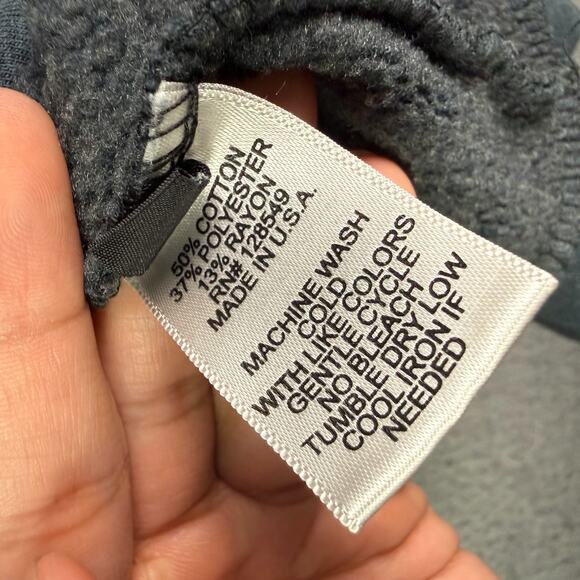 50% COTTON
37% POLYESTER
13% RAYON
RN# 128549
MADE IN U.S.A.
MACHINE WASH
COLD
WITH LIKE COLORS
GENTLE CYCLE
NO BLEACH
TUMBLE DRY LOW
COOL IRON IF
NEEDED